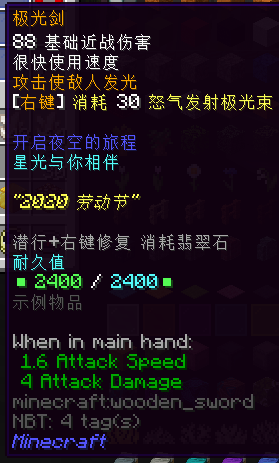 极光剑
88 基础近战伤害
很快使用速度
攻击使敌人发光
[右键] 消耗 30 怒气发射极光束
开启夜空的旅程
星光与你相伴
"2020 劳动节"
潜行+右键修复 消耗翡翠石
耐久值
▪ 2400 / 2400 ▪
示例物品
When in main hand:
1.6 Attack Speed
4 Attack Damage
minecraft:wooden_sword
NBT: 4 tag(s)
Minecraft